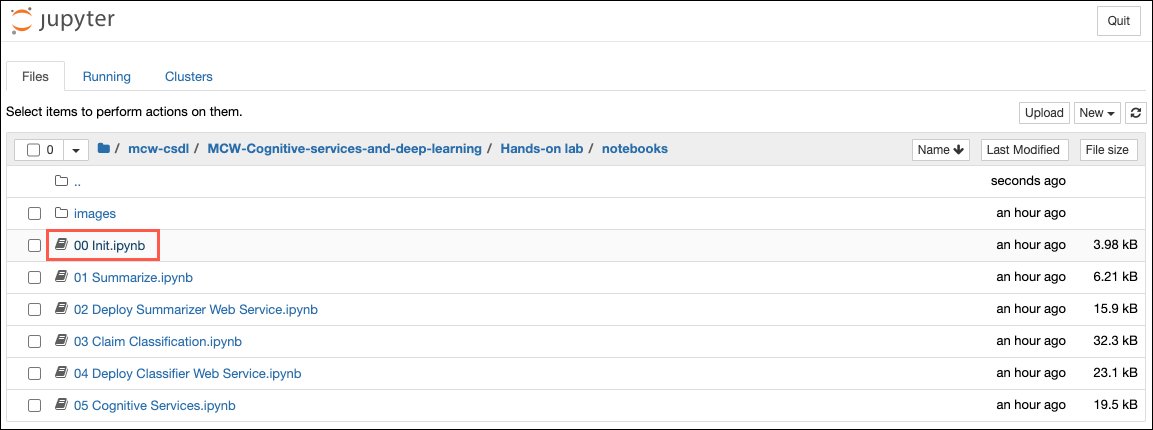 jupyter
Quit
Files Running Clusters
Select items to perform actions on them.
Upload New
0 / mcw-csdl / MCW-Cognitive-services-and-deep-learning / Hands-on lab / notebooks Name Last Modified File size
.. seconds ago
images an hour ago
00 Init.ipynb an hour ago 3.98 kB
01 Summarize.ipynb an hour ago 6.21 kB
02 Deploy Summarizer Web Service.ipynb an hour ago 15.9 kB
03 Claim Classification.ipynb an hour ago 32.3 kB
04 Deploy Classifier Web Service.ipynb an hour ago 23.1 kB
05 Cognitive Services.ipynb an hour ago 19.5 kB